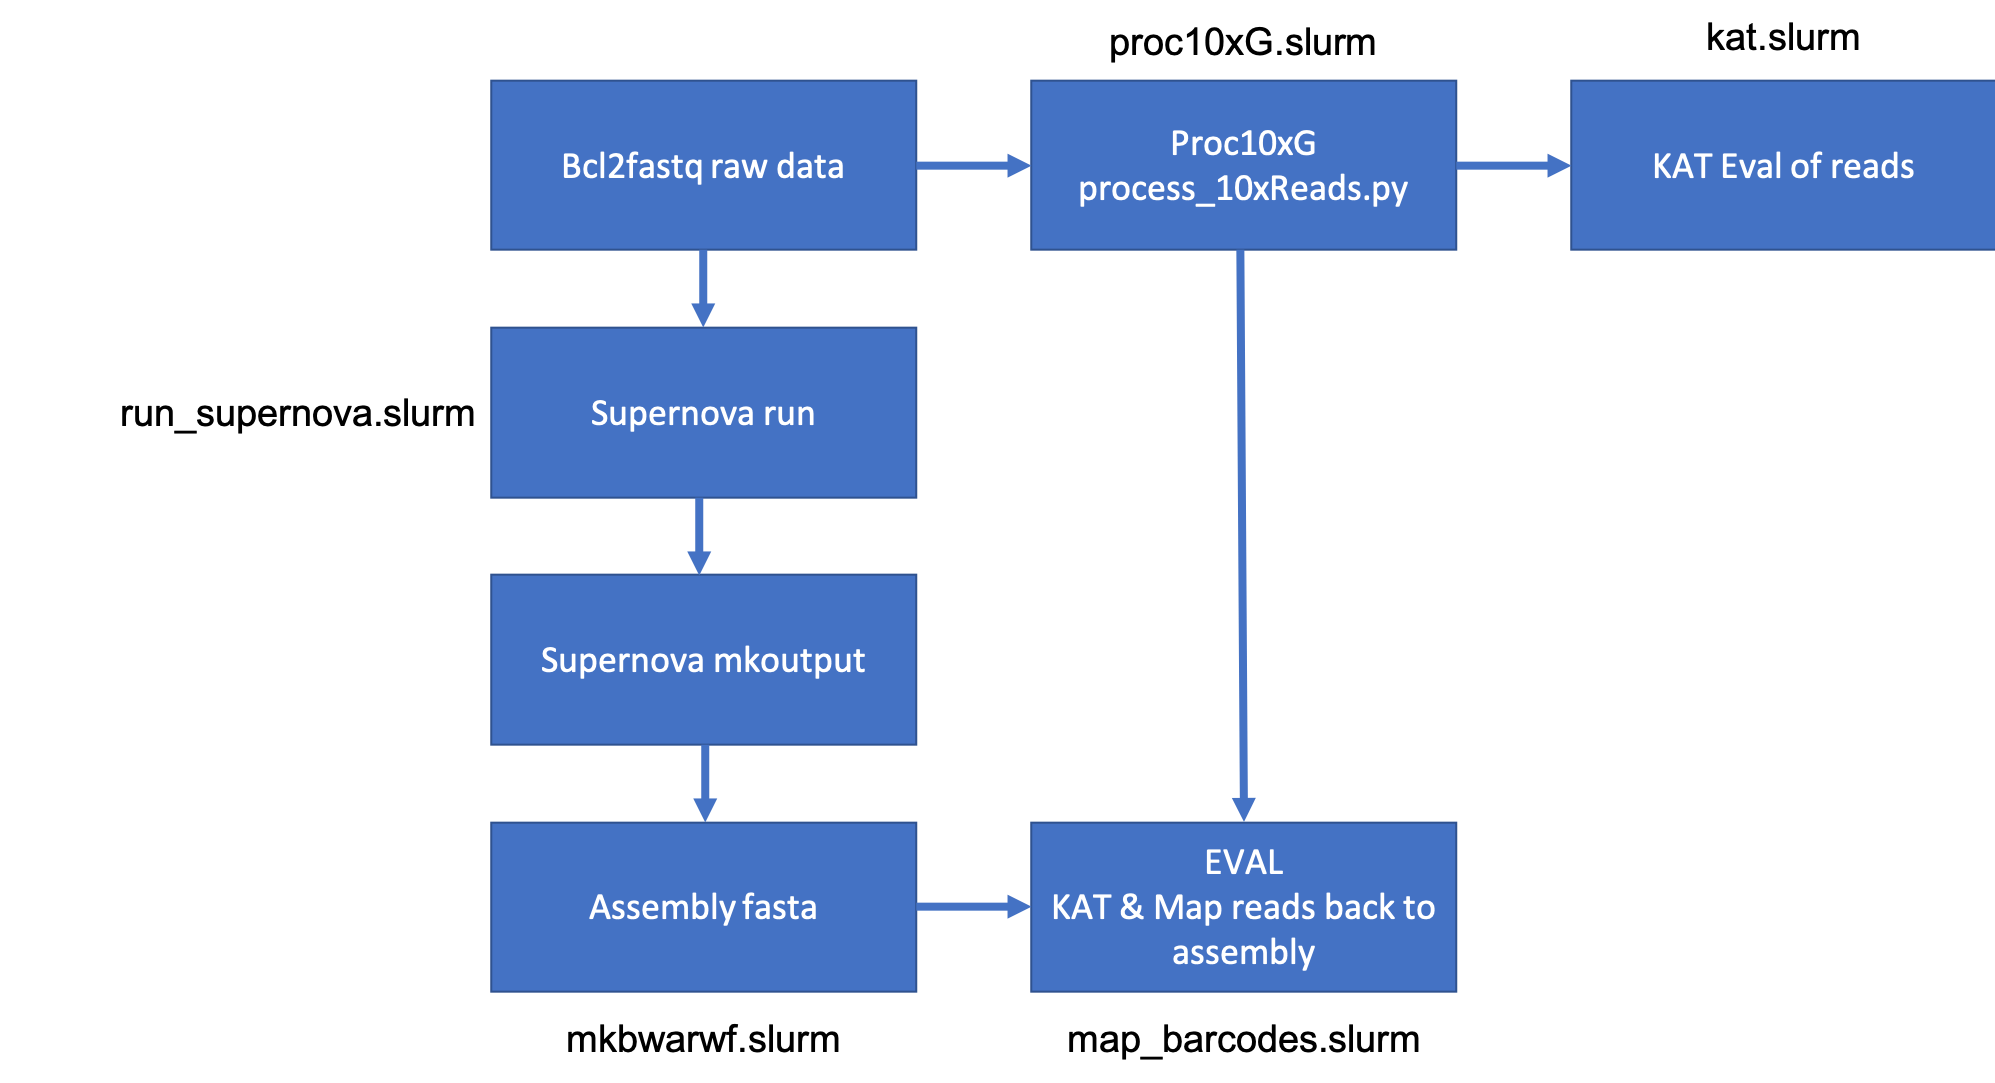 proc10xG.slurm
kat.slurm
Bcl2fastq raw data
Proc10xG
process_10xReads.py
KAT Eval of reads
run_supernova.slurm
Supernova run
Supernova mkoutput
Assembly fasta
EVAL
KAT & Map reads back to
assembly
mkbwarwf.slurm
map_barcodes.slurm